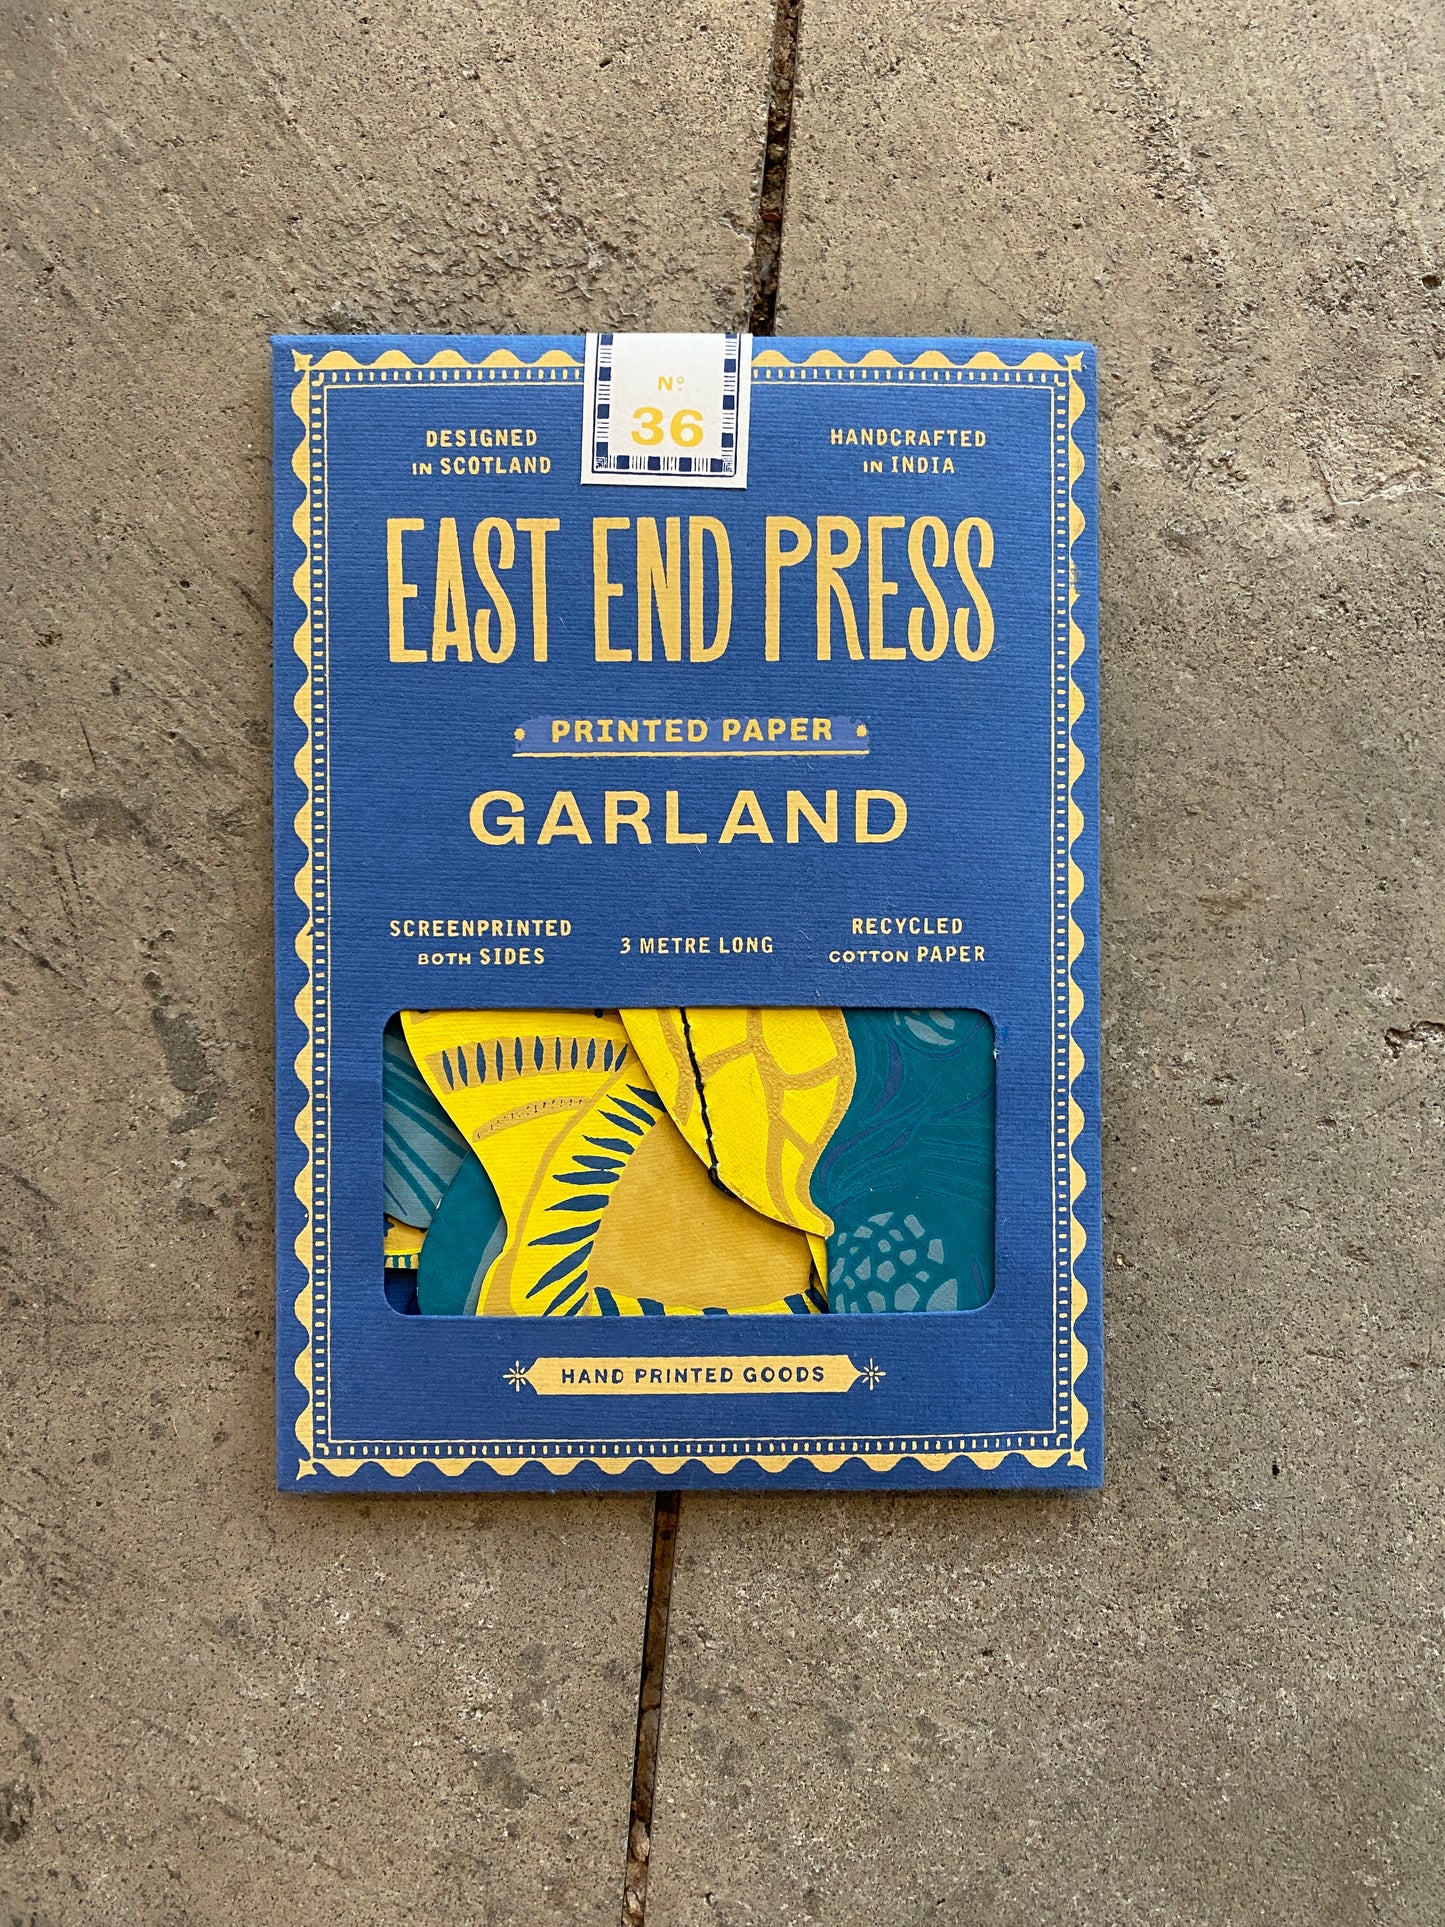 Nº
36
DESIGNED
IN SCOTLAND
HANDCRAFTED
IN INDIA
EAST END PRESS
PRINTED PAPER
GARLAND
SCREENPRINTED
BOTH SIDES
3 METRE LONG
RECYCLED
COTTON PAPER
HAND PRINTED GOODS